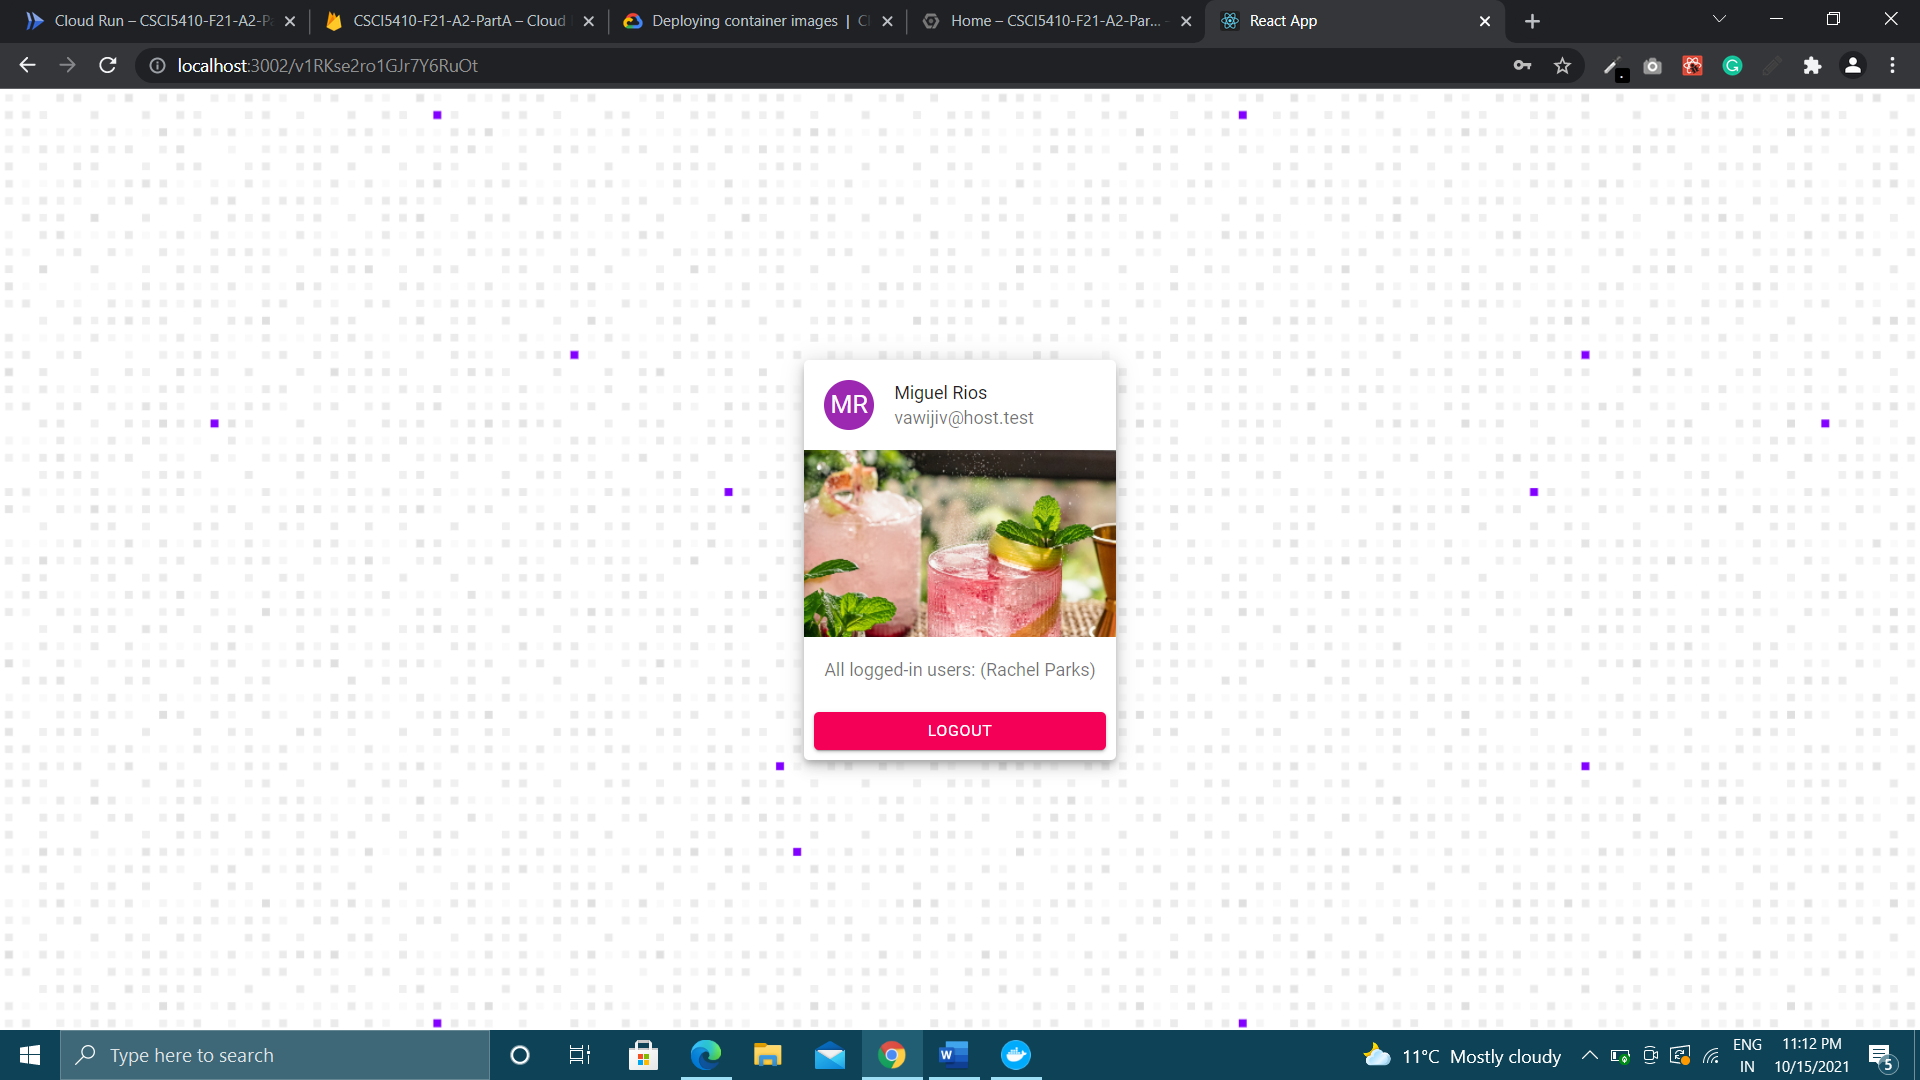 Cloud Run – CSCI5410-F21-A2-P
CSCI5410-F21-A2-PartA – Cloud
Deploying container images |
Home – CSCI5410-F21-A2-Par... -
React App
localhost:3002/v1RKse2ro1GJr7Y6RuOt
MR
Miguel Rios
vawijiv@host.test
All logged-in users: (Rachel Parks)
LOGOUT
Type here to search
11°C Mostly cloudy
ENG
IN
11:12 PM
10/15/2021
5